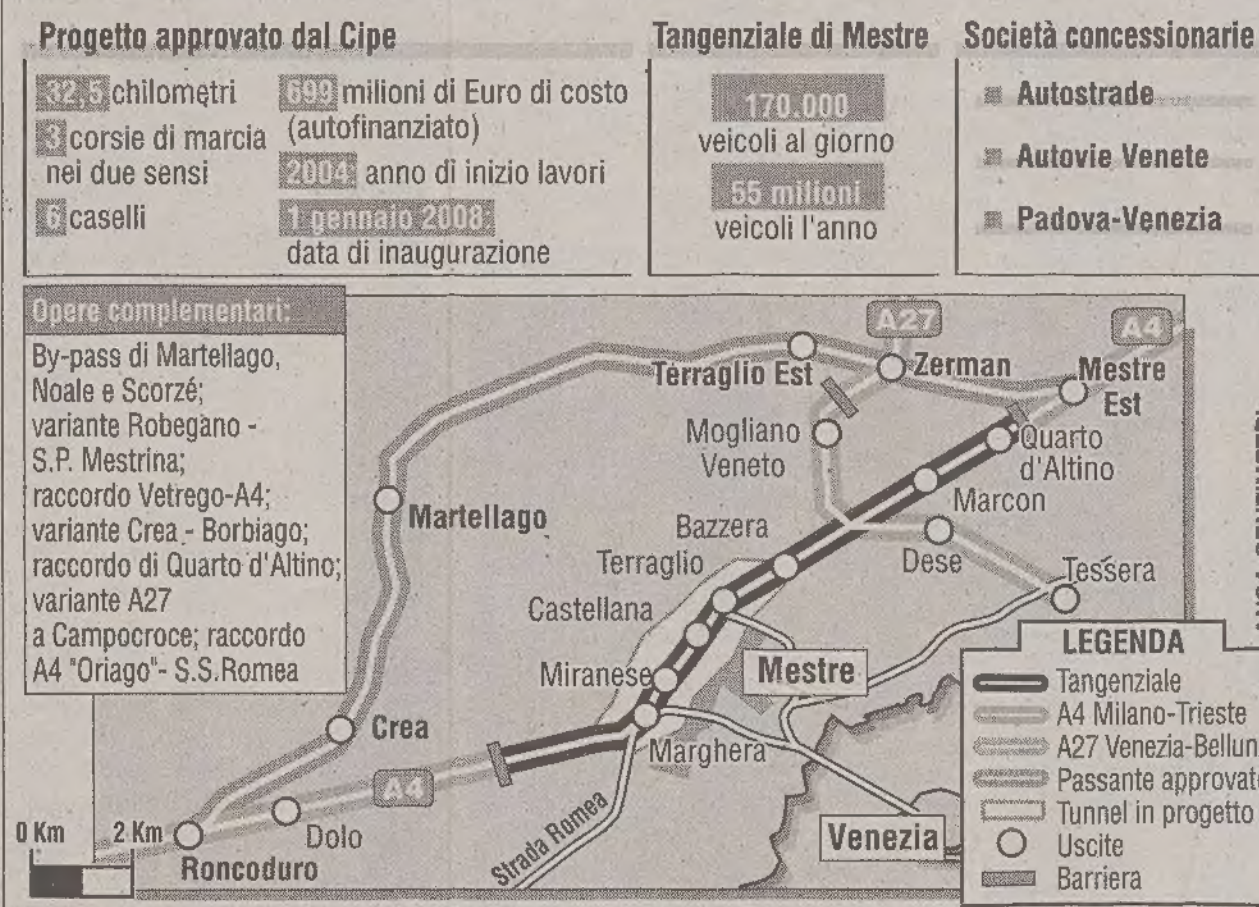 Progetto approvato dal Cipe
32,5 chilometri
3 corsie di marcia
nei due sensi
6 caselli
699 milioni di Euro di costo
(autofinanziato)
2004: anno di inizio lavori
1 gennaio 2008:
data di inaugurazione
Tangenziale di Mestre
170.000
veicoli al giorno
55 milioni
veicoli l'anno
Società concessionarie
Autostrade
Autovie Venete
Padova-Venezia
Opere complementari:
By-pass di Martellago,
Noale e Scorzé;
variante Robegano -
S.P. Mestrina;
raccordo Vetrego-A4;
variante Crea - Borbiago;
raccordo di Quarto d'Altino;
variante A27
a Campocroce; raccordo
A4 "Oriago"- S.S.Romea
A27
A4
Terraglio Est
Zerman
Mestre
Est
Mogliano
Veneto
Quarto
d'Altino
Martellago
Marcon
Bazzera
Dese
Terraglio
Tessera
Castellana
Miranese
Mestre
Crea
Marghera
A4
Dolo
Roncoduro
Strada Romea
Venezia
0 Km 2 Km
LEGENDA
Tangenziale
A4 Milano-Trieste
A27 Venezia-Bellun
Passante approvat
Tunnel in progetto
Uscite
Barriera